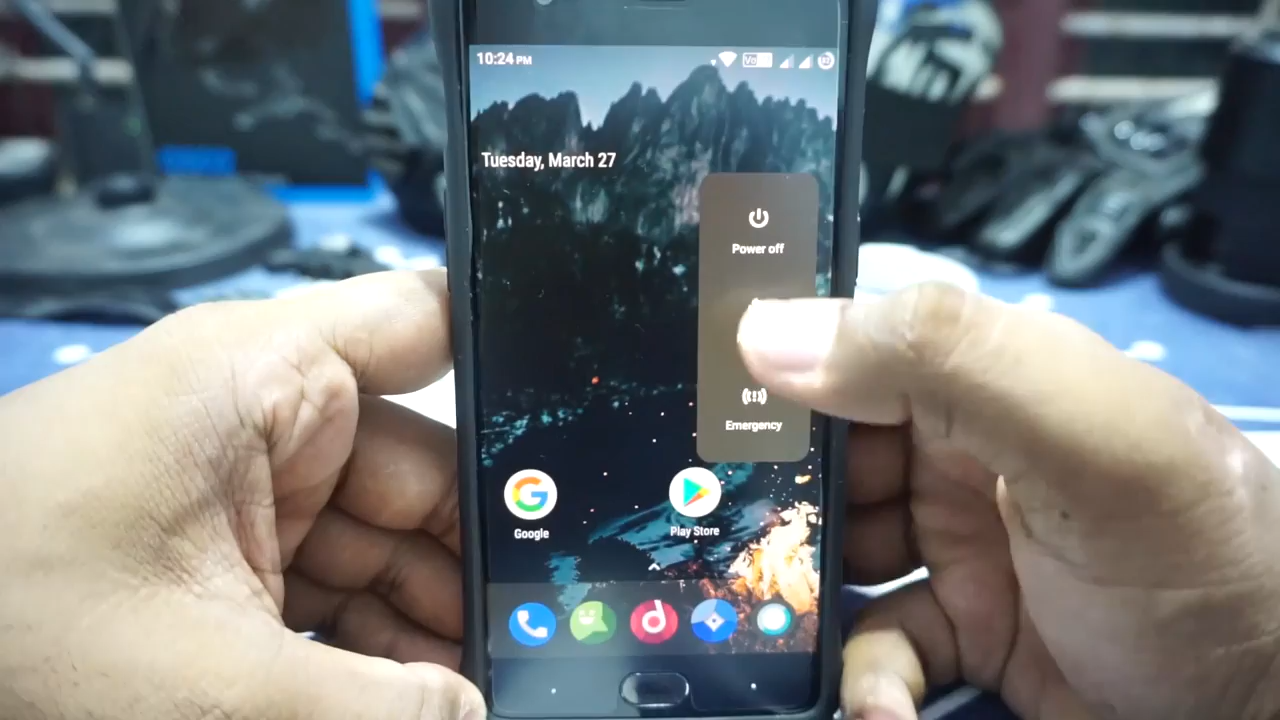 10:24 PM
Tuesday, March 27
Power off
Emergency
Google
Play Store